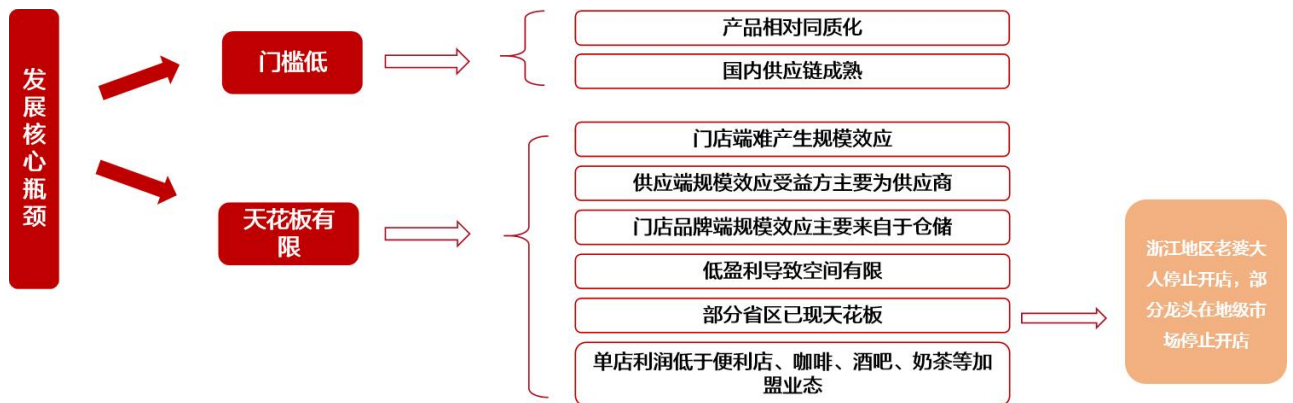 发展核心瓶颈
门槛低
产品相对同质化
国内供应链成熟
天花板有
限
门店端难产生规模效应
供应端规模效应受益方主要为供应商
门店品牌端规模效应主要来自于仓储
低盈利导致空间有限
部分省区已现天花板
单店利润低于便利店、咖啡、酒吧、奶茶等加
盟业态
浙江地区老婆大
人停止开店，部
分龙头在地级市
场停止开店